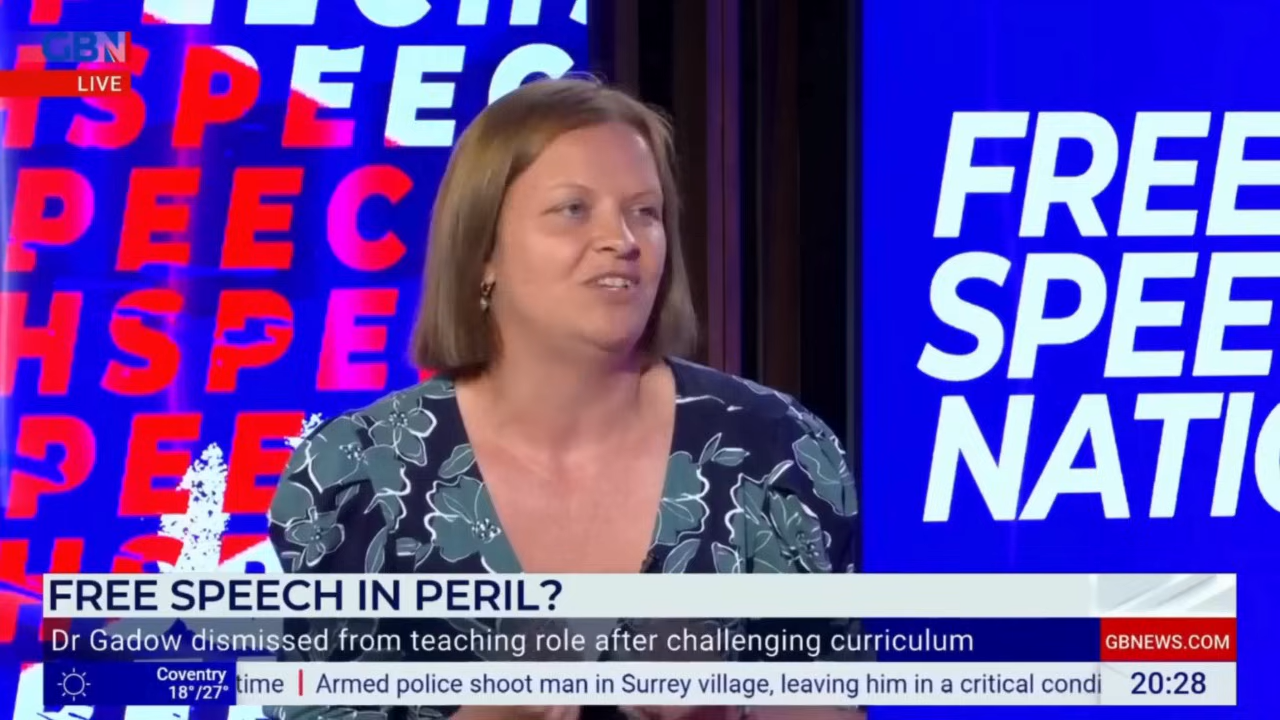 GBN
LIVE
SPEEC
PEEC
HSPE
PEE
FREE
SPEE
NATIO
FREE SPEECH IN PERIL?
Dr Gadow dismissed from teaching role after challenging curriculum
GBNEWS.COM
Coventry
18°/27°
time | Armed police shoot man in Surrey village, leaving him in a critical condi
20:28